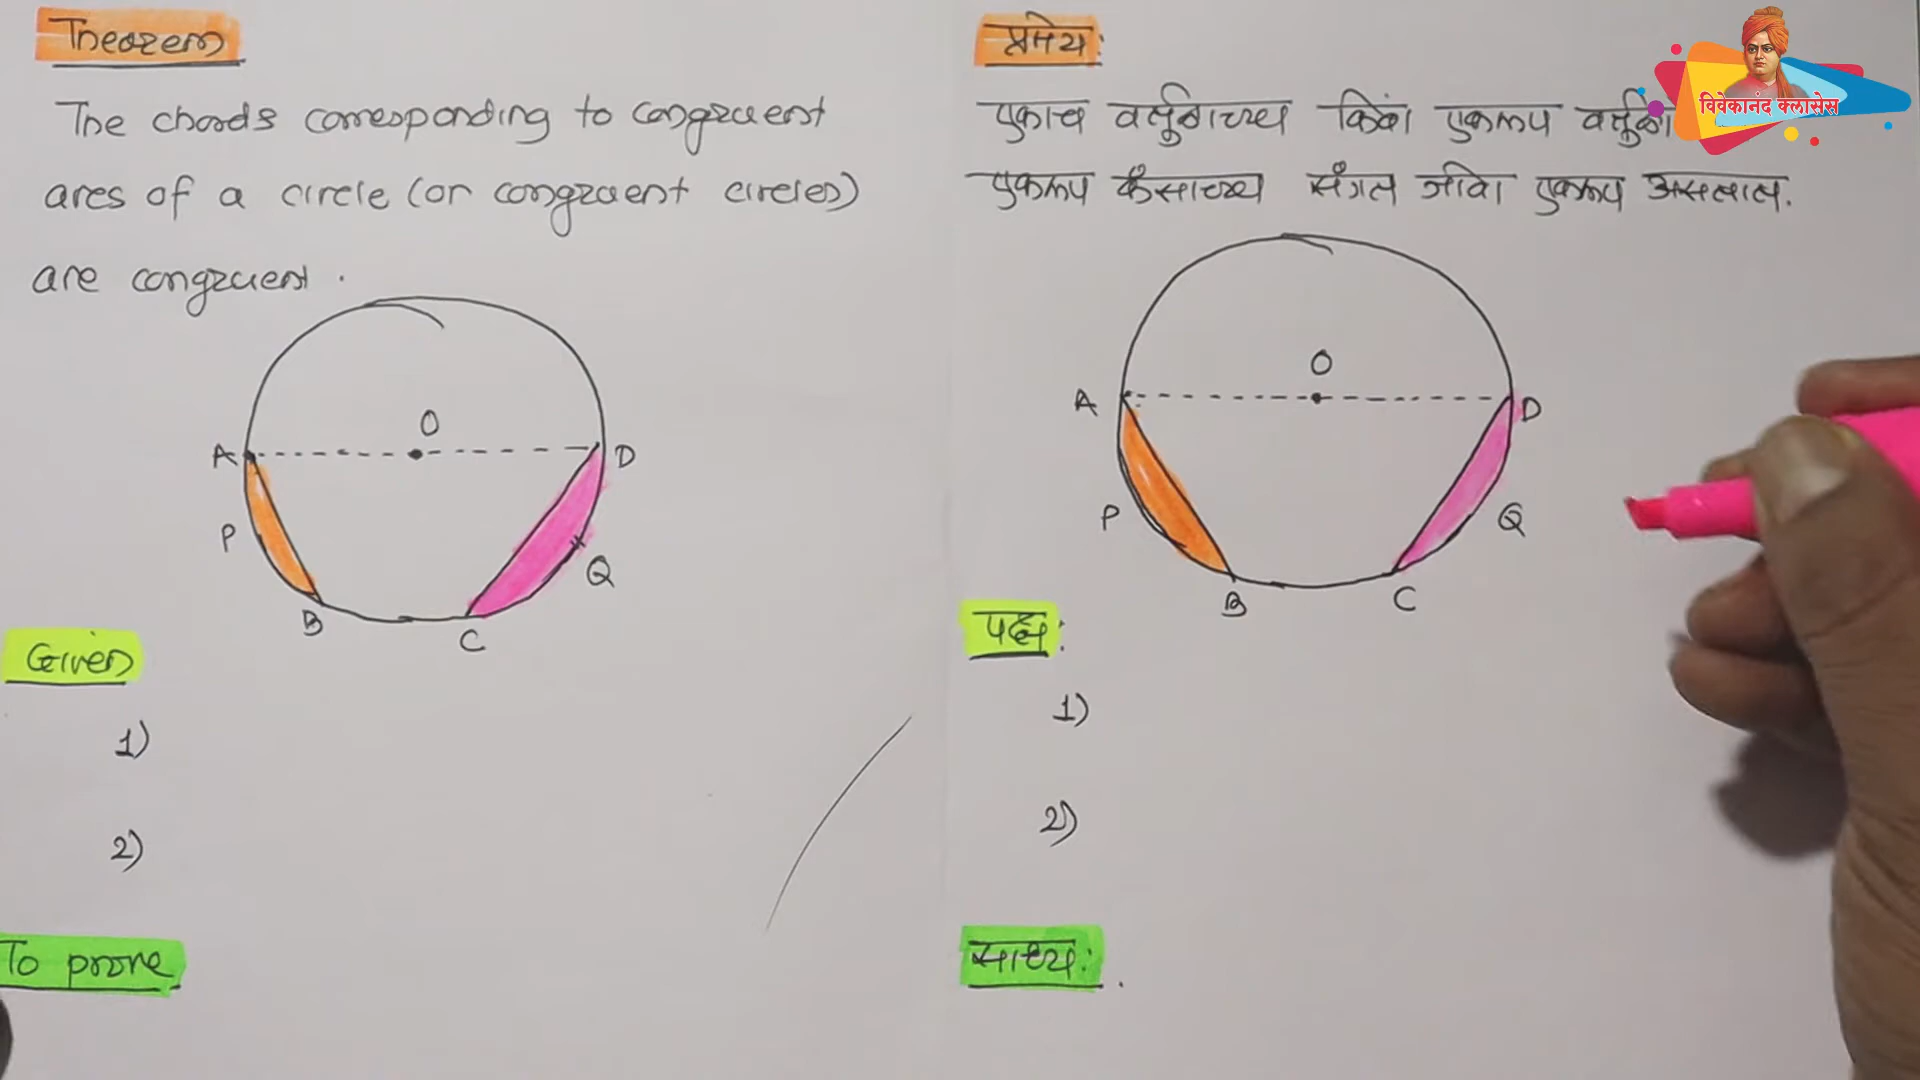 Theorem
The chords corresponding to congruent
arcs of a circle (or congruent circles)
are congruent.
O
A
D
P
Q
B
C
Given
1)
2)
To prove
प्रमेय:
विवेकानंद क्लासेस
एकाच वर्तुळाच्या किंवा एकरूप
एकरूप कंसाच्या संगत जीवा एकरूप असतात.
O
A
D
P
Q
B
C
पक्ष:
1)
2)
साध्य: